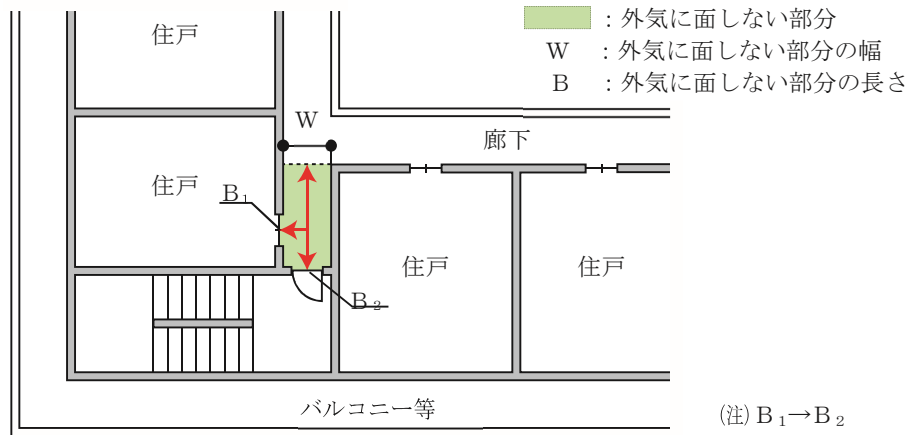 ：外気に面しない部分
W ：外気に面しない部分の幅
B ：外気に面しない部分の長さ
住戸
W
廊下
住戸
B₁
住戸
住戸
B₂
バルコニー等
(注) B₁→B₂